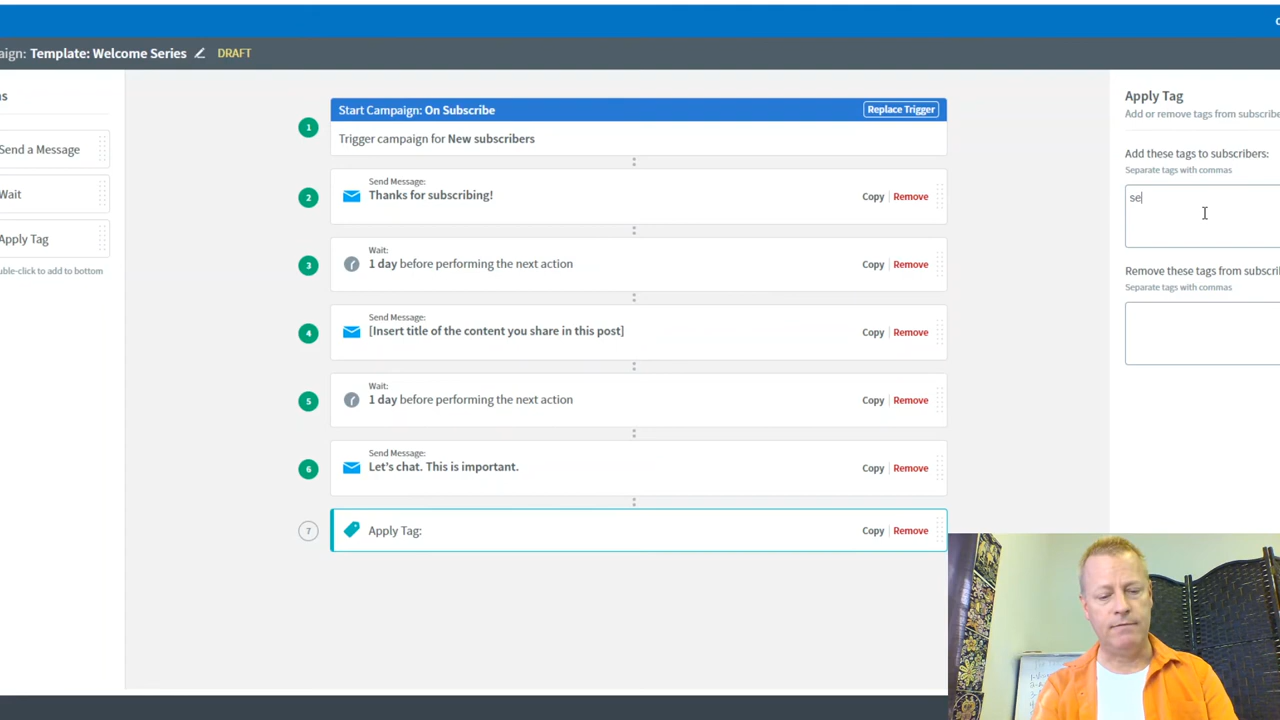 aign: Template: Welcome Series DRAFT
ns
Send a Message
Wait
Apply Tag
uble-click to add to bottom
1
Start Campaign: On Subscribe
Replace Trigger
Trigger campaign for New subscribers
2
Send Message:
Thanks for subscribing!
Copy | Remove
3
Wait:
1 day before performing the next action
Copy | Remove
4
Send Message:
[Insert title of the content you share in this post]
Copy | Remove
5
Wait:
1 day before performing the next action
Copy | Remove
6
Send Message:
Let's chat. This is important.
Copy | Remove
7
Apply Tag:
Copy | Remove
Apply Tag
Add or remove tags from subscribe
Add these tags to subscribers:
Separate tags with commas
se
Remove these tags from subscri
Separate tags with commas